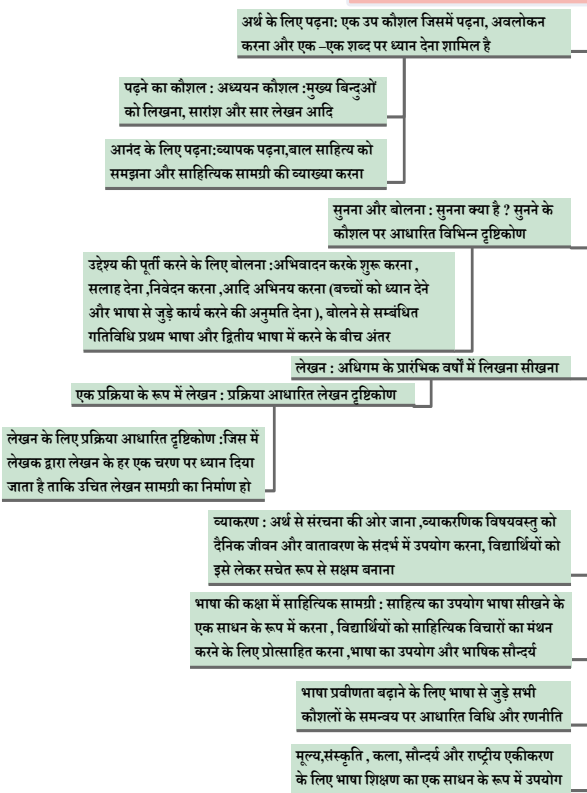 अर्थ के लिए पढ़ना: एक उप कौशल जिसमें पढ़ना, अवलोकन
करना और एक –एक शब्द पर ध्यान देना शामिल है
पढ़ने का कौशल : अध्ययन कौशल :मुख्य बिन्दुओं
को लिखना, सारांश और सार लेखन आदि
आनंद के लिए पढ़ना:व्यापक पढ़ना,बाल साहित्य को
समझना और साहित्यिक सामग्री की व्याख्या करना
सुनना और बोलना : सुनना क्या है ? सुनने के
कौशल पर आधारित विभिन्न दृष्टिकोण
उद्देश्य की पूर्ती करने के लिए बोलना :अभिवादन करके शुरू करना ,
सलाह देना ,निवेदन करना ,आदि अभिनय करना (बच्चों को ध्यान देने
और भाषा से जुड़े कार्य करने की अनुमति देना ), बोलने से सम्बंधित
गतिविधि प्रथम भाषा और द्वितीय भाषा में करने के बीच अंतर
लेखन : अधिगम के प्रारंभिक वर्षों में लिखना सीखना
एक प्रक्रिया के रूप में लेखन : प्रक्रिया आधारित लेखन दृष्टिकोण
लेखन के लिए प्रक्रिया आधारित दृष्टिकोण :जिस में
लेखक द्वारा लेखन के हर एक चरण पर ध्यान दिया
जाता है ताकि उचित लेखन सामग्री का निर्माण हो
व्याकरण : अर्थ से संरचना की ओर जाना ,व्याकरणिक विषयवस्तु को
दैनिक जीवन और वातावरण के संदर्भ में उपयोग करना, विद्यार्थियों को
इसे लेकर सचेत रूप से सक्षम बनाना
भाषा की कक्षा में साहित्यिक सामग्री : साहित्य का उपयोग भाषा सीखने के
एक साधन के रूप में करना , विद्यार्थियों को साहित्यिक विचारों का मंथन
करने के लिए प्रोत्साहित करना ,भाषा का उपयोग और भाषिक सौन्दर्य
भाषा प्रवीणता बढ़ाने के लिए भाषा से जुड़े सभी
कौशलों के समन्वय पर आधारित विधि और रणनीति
मूल्य,संस्कृति , कला, सौन्दर्य और राष्ट्रीय एकीकरण
के लिए भाषा शिक्षण का एक साधन के रूप में उपयोग